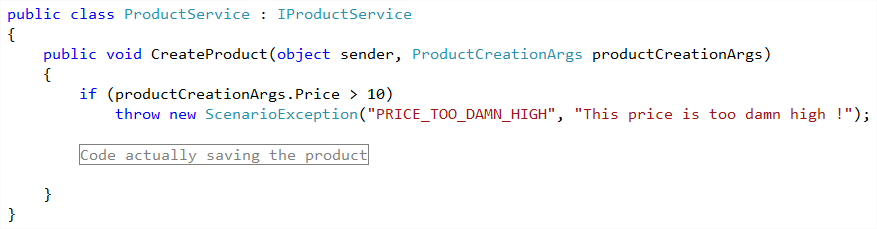 public class ProductService : IProductService
{
    public void CreateProduct(object sender, ProductCreationArgs productCreationArgs)
    {
        if (productCreationArgs.Price > 10)
            throw new ScenarioException("PRICE_TOO_DAMN_HIGH", "This price is too damn high !");
        Code actually saving the product
    }
}